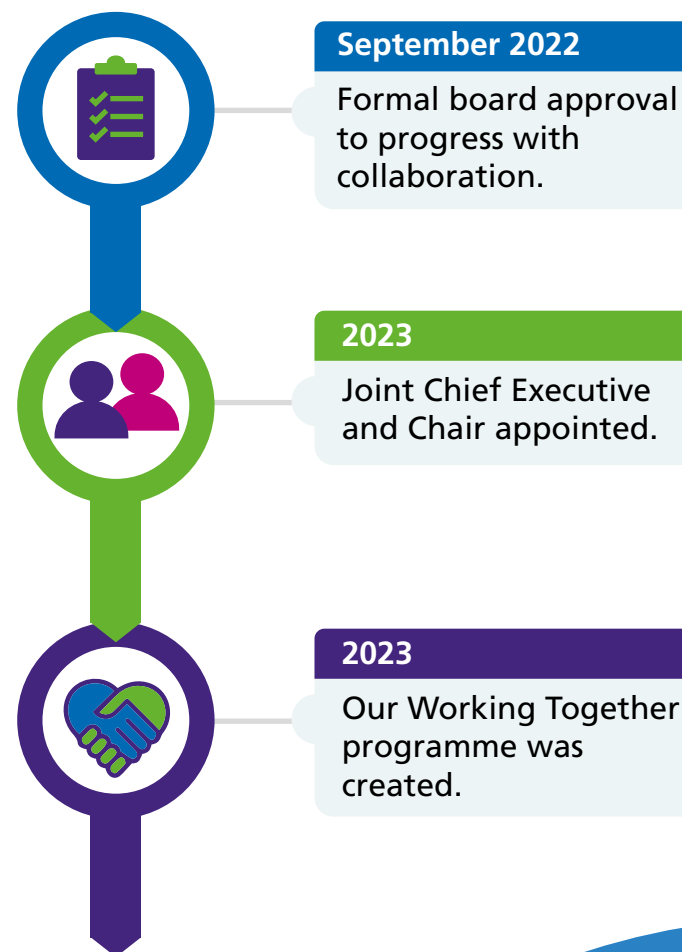 September 2022
Formal board approval
to progress with
collaboration.
2023
Joint Chief Executive
and Chair appointed.
2023
Our Working Together
programme was
created.